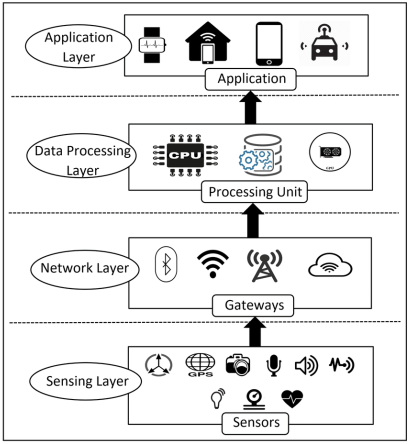 Application
Layer
Application
Data Processing
Layer
CPU
GPU
Processing Unit
Network Layer
Gateways
Sensing Layer
GPS
Sensors